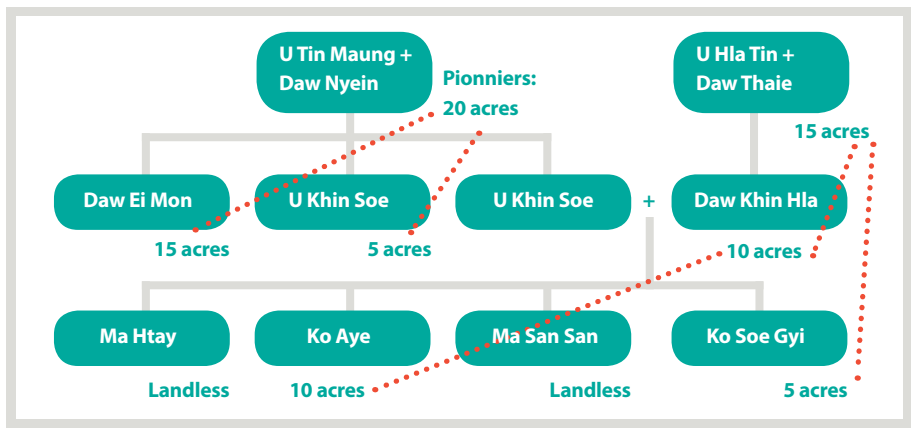 U Tin Maung +
Daw Nyein
Pionniers:
20 acres
U Hla Tin +
Daw Thaie
15 acres
Daw Ei Mon
U Khin Soe
U Khin Soe
+
Daw Khin Hla
15 acres
5 acres
10 acres
Ma Htay
Ko Aye
Ma San San
Ko Soe Gyi
Landless
10 acres
Landless
5 acres